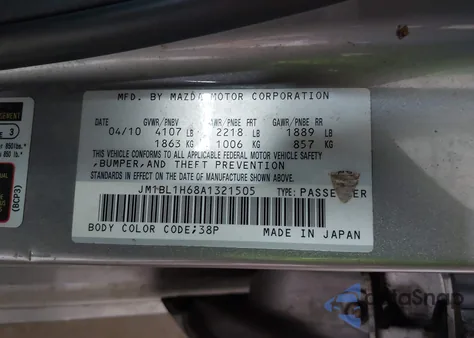 MFD. BY MAZDA MOTOR CORPORATION
DATE GVWR/PNBV GAWR/PNBE FRT GAWR/PNBE RR
04/10 4107 LB 2218 LB 1889 LB
1863 KG 1006 KG 857 KG
THIS VEHICLE CONFORMS TO ALL APPLICABLE FEDERAL MOTOR VEHICLE SAFETY
,BUMPER,AND THEFT PREVENTION
STANDARDS IN EFFECT ON THE DATE OF MANUFACTURE SHOWN ABOVE.
JM1BL1H68A1321505 TYPE: PASSENGER
BODY COLOR CODE;38P MADE IN JAPAN
3
(BCP3)